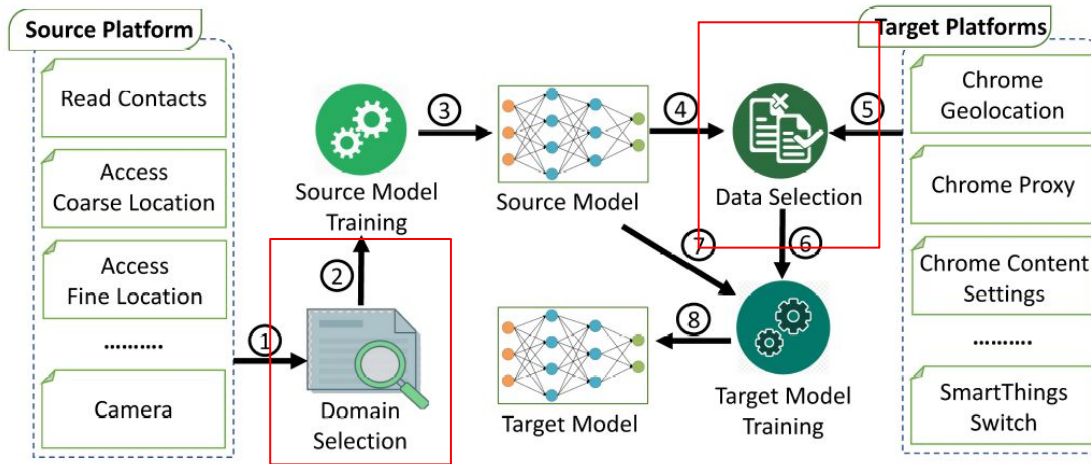 Source Platform
Read Contacts
Access
Coarse Location
Access
Fine Location
……….
Camera
1
Domain
Selection
2
Source Model
Training
3
Source Model
4
Data Selection
5
6
7
Target Model
Training
8
Target Model
Target Platforms
Chrome
Geolocation
Chrome Proxy
Chrome Content
Settings
……….
SmartThings
Switch